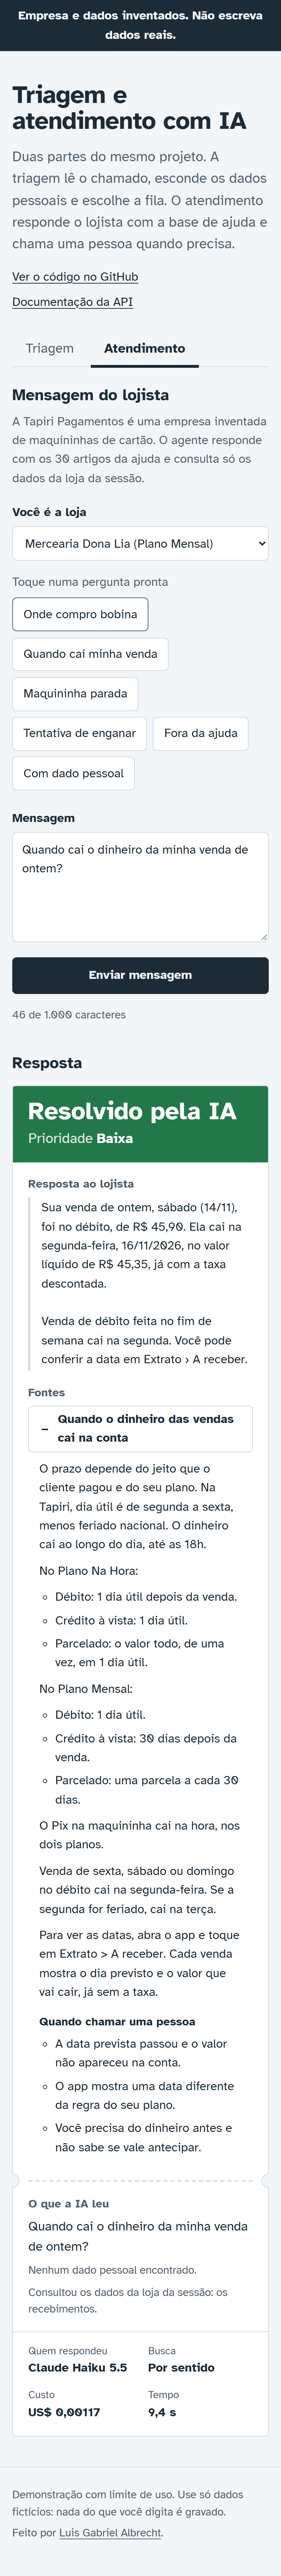 Empresa e dados inventados. Não escreva
dados reais.
Triagem e
atendimento com IA
Duas partes do mesmo projeto. A
triagem lê o chamado, esconde os dados
pessoais e escolhe a fila. O atendimento
responde o lojista com a base de ajuda e
chama uma pessoa quando precisa.
Ver o código no GitHub
Documentação da API
Triagem Atendimento
Mensagem do lojista
A Tapiri Pagamentos é uma empresa inventada
de maquininhas de cartão. O agente responde
com os 30 artigos da ajuda e consulta só os
dados da loja da sessão.
Você é a loja
Mercearia Dona Lia (Plano Mensal)
Toque numa pergunta pronta
Onde compro bobina
Quando cai minha venda
Maquininha parada
Tentativa de enganar Fora da ajuda
Com dado pessoal
Mensagem
Quando cai o dinheiro da minha venda de
ontem?
Enviar mensagem
46 de 1.000 caracteres
Resposta
Resolvido pela IA
Prioridade Baixa
Resposta ao lojista
Sua venda de ontem, sábado (14/11),
foi no débito, de R$ 45,90. Ela cai na
segunda-feira, 16/11/2026, no valor
líquido de R$ 45,35, já com a taxa
descontada.
Venda de débito feita no fim de
semana cai na segunda. Você pode
conferir a data em Extrato › A receber.
Fontes
– Quando o dinheiro das vendas
cai na conta
O prazo depende do jeito que o
cliente pagou e do seu plano. Na
Tapiri, dia útil é de segunda a sexta,
menos feriado nacional. O dinheiro
cai ao longo do dia, até as 18h.
No Plano Na Hora:
Débito: 1 dia útil depois da venda.
Crédito à vista: 1 dia útil.
Parcelado: o valor todo, de uma
vez, em 1 dia útil.
No Plano Mensal:
Débito: 1 dia útil.
Crédito à vista: 30 dias depois da
venda.
Parcelado: uma parcela a cada 30
dias.
O Pix na maquininha cai na hora, nos
dois planos.
Venda de sexta, sábado ou domingo
no débito cai na segunda-feira. Se a
segunda for feriado, cai na terça.
Para ver as datas, abra o app e toque
em Extrato > A receber. Cada venda
mostra o dia previsto e o valor que
vai cair, já sem a taxa.
Quando chamar uma pessoa
A data prevista passou e o valor
não apareceu na conta.
O app mostra uma data diferente
da regra do seu plano.
Você precisa do dinheiro antes e
não sabe se vale antecipar.
O que a IA leu
Quando cai o dinheiro da minha venda
de ontem?
Nenhum dado pessoal encontrado.
Consultou os dados da loja da sessão: os
recebimentos.
Quem respondeu Busca
Claude Haiku 5.5 Por sentido
Custo Tempo
US$ 0,00117 9,4 s
Demonstração com limite de uso. Use só dados
fictícios: nada do que você digita é gravado.
Feito por Luis Gabriel Albrecht.